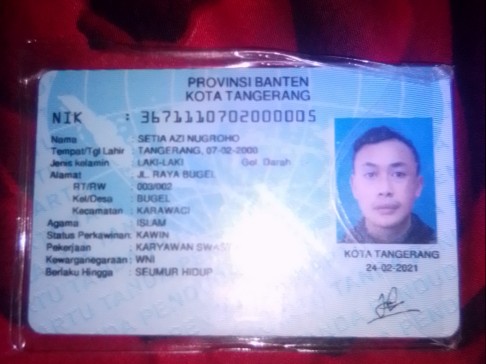 PROVINSI BANTEN
KOTA TANGERANG
NIK : 3671110702000005
Nama : SETIA AZI NUGROHO
Tempat/Tgl Lahir : TANGERANG, 07-02-2000
Jenis kelamin : LAKI-LAKI Gol. Darah
Alamat : JL. RAYA BUGEL
RT/RW : 003/002
Kel/Desa : BUGEL
Kecamatan : KARAWACI
Agama : ISLAM
Status Perkawinan: KAWIN
Pekerjaan : KARYAWAN
Kewarganegaraan : WNI
Berlaku Hingga : SEUMUR HIDUP
KOTA TANGERANG
24-02-2021